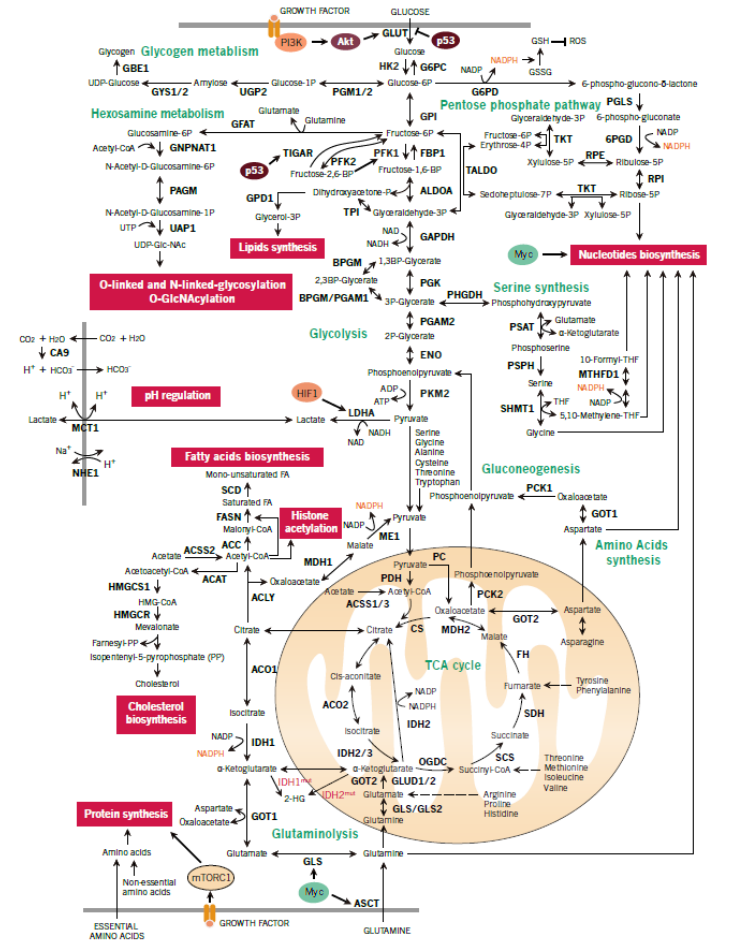 GROWTH FACTOR
GLUCOSE
PI3K
Akt
GLUT
p53
GSH
ROS
Glycogen
Glycogen metablism
Glucose
NADPH
GBE1
HK2
G6PC
NADP
GSSG
UDP-Glucose
Amylose
Glucose-1P
Glucose-6P
6-phospho-glucono-δ-lactone
GYS1/2
UGP2
PGM1/2
G6PD
Hexosamine metabolism
Glutamate
GPI
Pentose phosphate pathway
PGLS
GFAT
Glutamine
Glyceraldehyde-3P
6-phospho-gluconate
Glucosamine-6P
Fructose-6P
Fructose-6P
TKT
6PGD
NADP
Acetyl-CoA
GNPNAT1
TIGAR
PFK1
FBP1
Erythrose-4P
NADPH
N-Acetyl-D-Glucosamine-6P
p53
PFK2
Xylulose-5P
RPE
Ribulose-5P
Fructose-2,6-BP
Fructose-1,6-BP
TALDO
PAGM
GPD1
Dihydroxyacetone-P
ALDOA
RPI
Sedoheptulose-7P
TKT
Ribose-5P
N-Acetyl-D-Glucosamine-1P
Glycerol-3P
TPI
Glyceraldehyde-3P
Glyceraldehyde-3P
Xylulose-5P
UTP
UAP1
NAD
GAPDH
UDP-Glc-NAc
Lipids synthesis
NADH
Myc
Nucleotides biosynthesis
BPGM
1,3BP-Glycerate
O-linked and N-linked-glycosylation
O-GlcNAcylation
2,3BP-Glycerate
PGK
Serine synthesis
BPGM/PGAM1
3P-Glycerate
PHGDH
Phosphohydroxypyruvate
PGAM2
PSAT
Glutamate
α-Ketoglutarate
Glycolysis
2P-Glycerate
CO2 + H2O
CO2 + H2O
Phosphoserine
CA9
ENO
10-Formyl-THF
H+ + HCO3-
HCO3-
Phosphoenolpyruvate
PSPH
MTHFD1
Serine
NADPH
H+
H+
pH regulation
HIF1
ADP
ATP
PKM2
SHMT1
THF
NADP
5,10-Methylene-THF
Lactate
MCT1
Lactate
LDHA
Pyruvate
Glycine
NAD
NADH
Na+
H+
NHE1
Serine
Glycine
Alanine
Cysteine
Threonine
Tryptophan
Fatty acids biosynthesis
Mono-unsaturated FA
Gluconeogenesis
SCD
PCK1
Saturated FA
Phosphoenolpyruvate
Oxaloacetate
FASN
Histone
acetylation
NADPH
GOT1
Malonyl-CoA
NADP
Pyruvate
Aspartate
ACC
ME1
ACSS2
Malate
Amino Acids
synthesis
Acetate
Acetyl-CoA
MDH1
PC
Acetoacetyl-CoA
ACAT
Pyruvate
HMGCS1
ACLY
Oxaloacetate
PDH
Phosphoenolpyruvate
HMG-CoA
Acetate
Acetyl-CoA
PCK2
HMGCR
ACSS1/3
Oxaloacetate
Aspartate
Mevalonate
Citrate
Citrate
CS
MDH2
GOT2
Farnesyl-PP
Malate
Asparagine
Isopentenyl-5-pyrophosphate (PP)
TCA cycle
FH
ACO1
Cis-aconitate
Cholesterol
Fumarate
Tyrosine
Phenylalanine
Cholesterol
biosynthesis
ACO2
NADP
NADPH
Isocitrate
IDH2
SDH
Isocitrate
Succinate
NADP
IDH1
IDH2/3
OGDC
SCS
NADPH
α-Ketoglutarate
α-Ketoglutarate
Succinyl-CoA
Threonine
Methionine
Isoleucine
Valine
IDH1mut
IDH2mut
GOT2
GLUD1/2
2-HG
Glutamate
Arginine
Proline
Histidine
Protein synthesis
Aspartate
GLS/GLS2
Oxaloacetate
GOT1
Glutamine
Glutaminolysis
Amino acids
Glutamate
Glutamine
GLS
Non-essential
amino acids
mTORC1
Myc
ASCT
ESSENTIAL
AMINO ACIDS
GROWTH FACTOR
GLUTAMINE